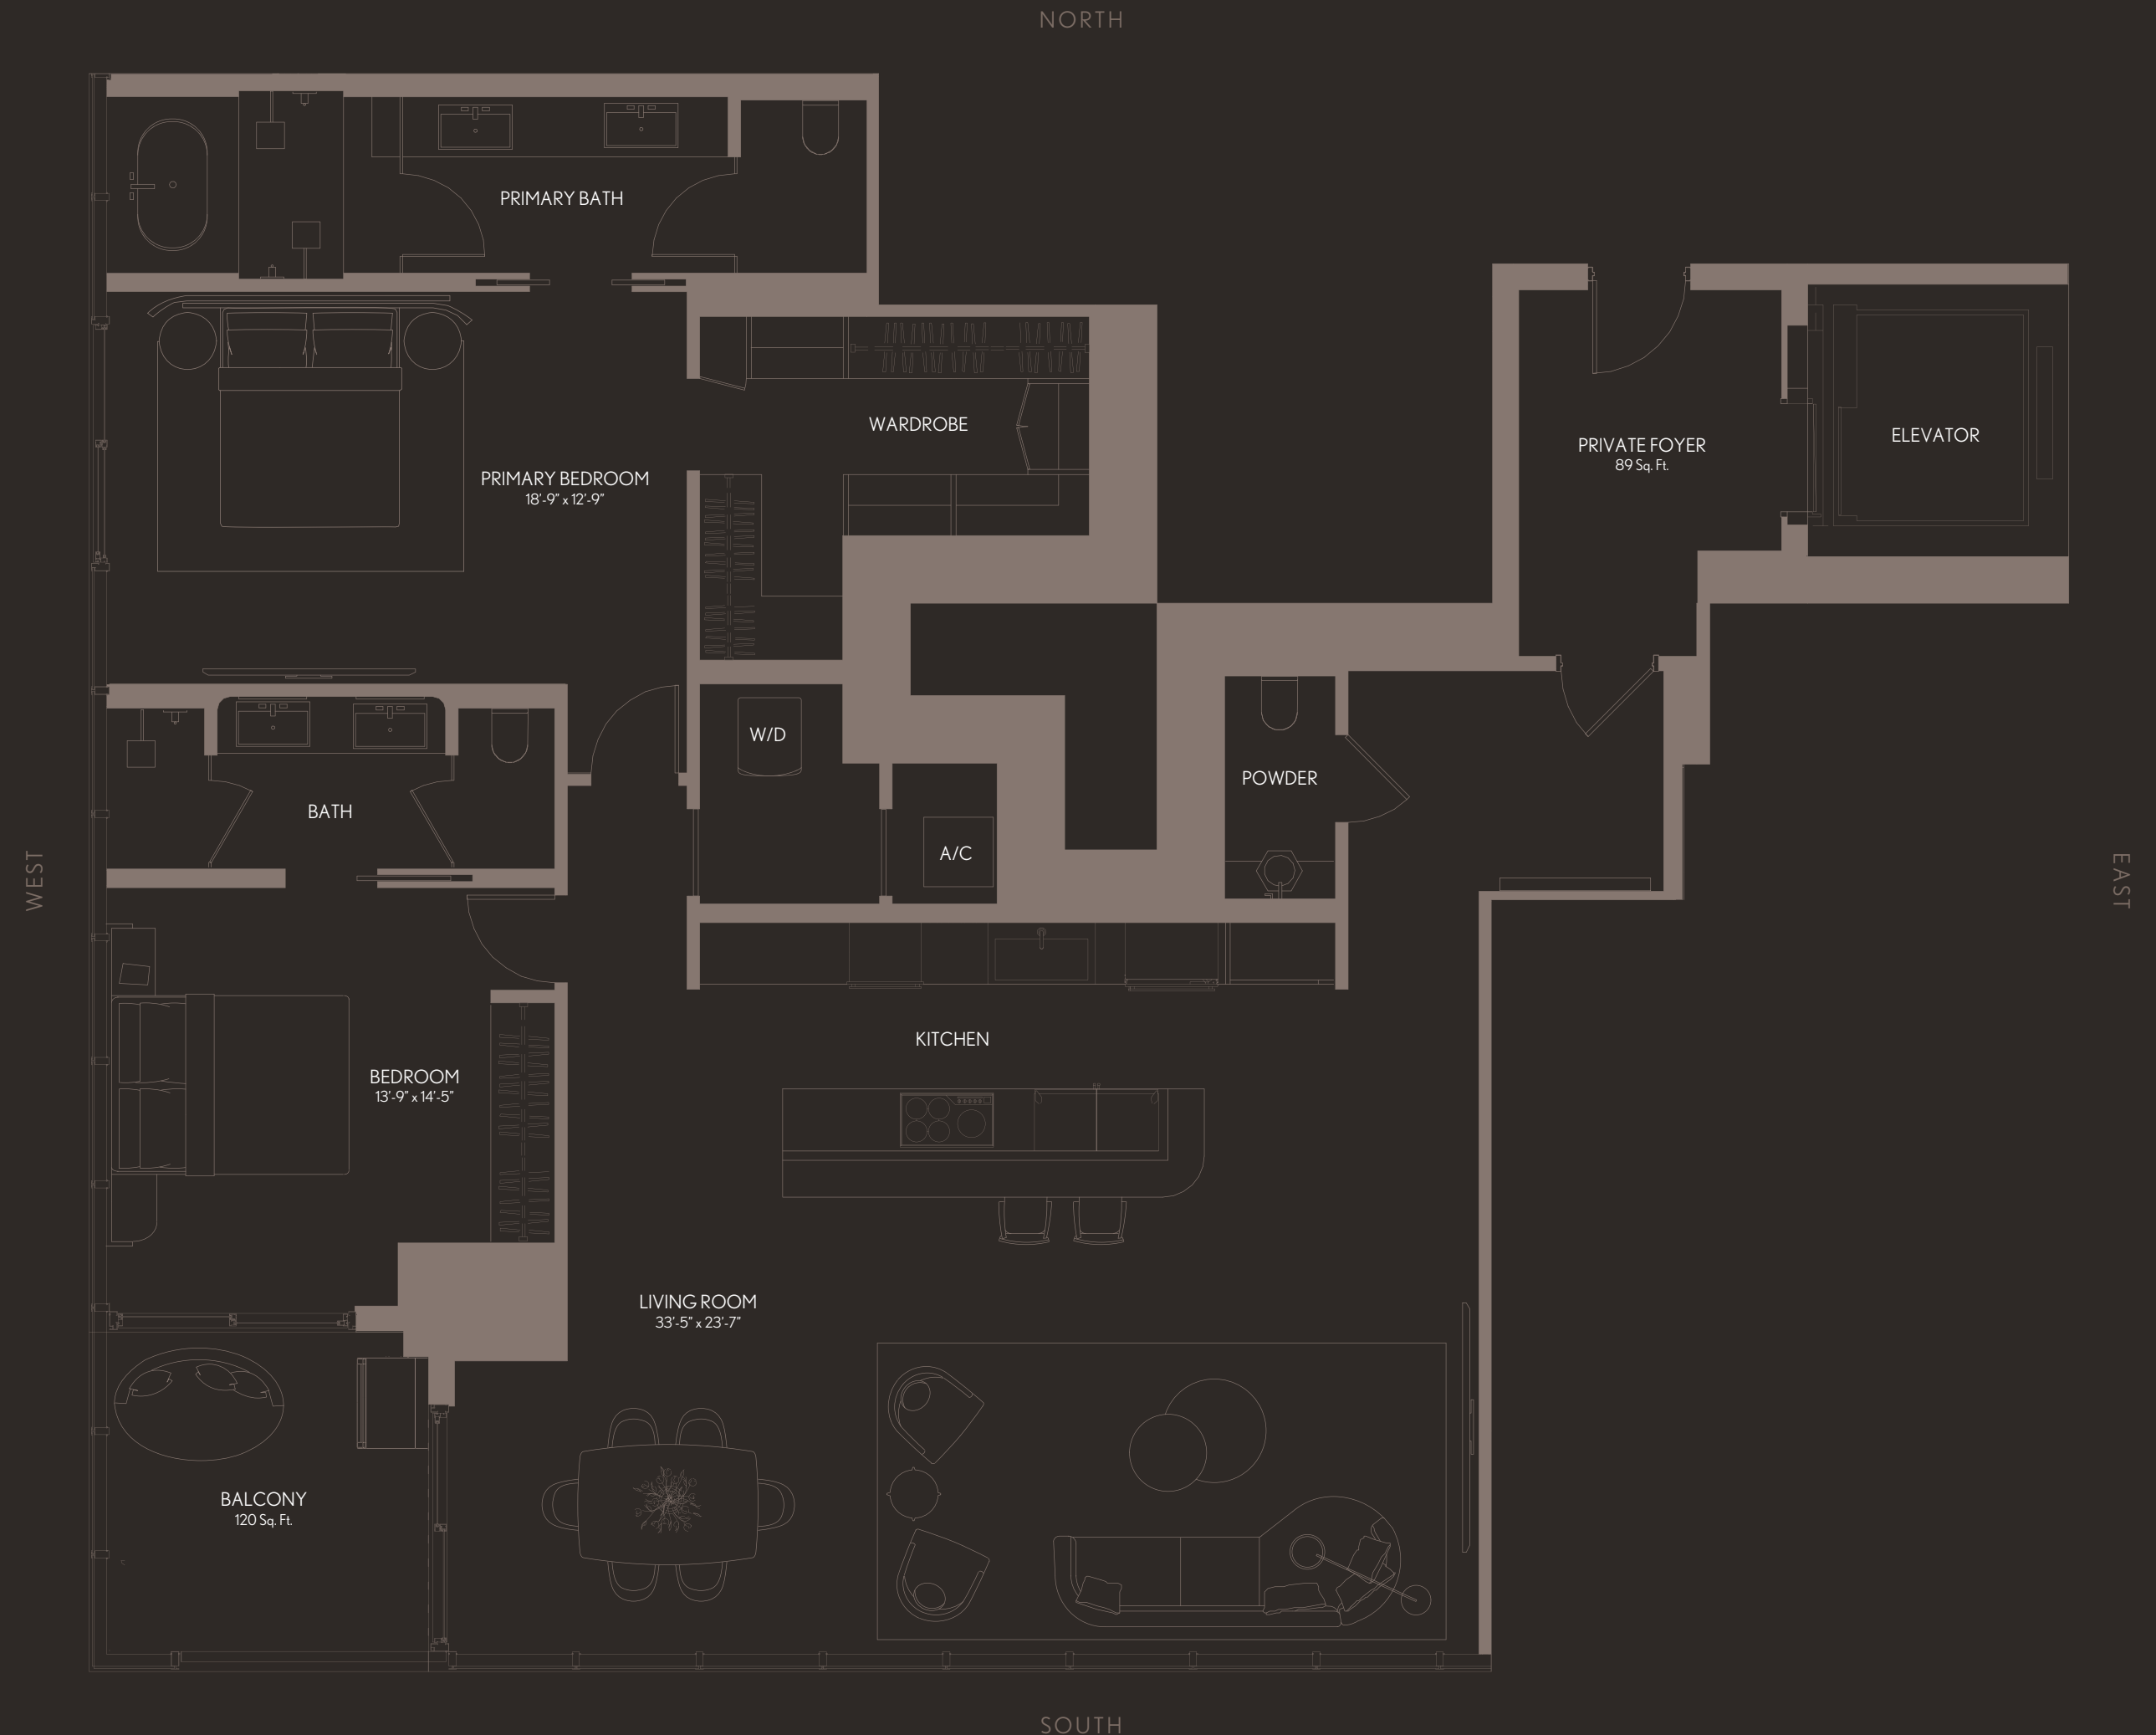 NORTH
PRIMARY BATH
WARDROBE
PRIVATE FOYER
89 Sq. Ft.
ELEVATOR
PRIMARY BEDROOM
18'-9" x 12'-9"
W/D
POWDER
BATH
A/C
WEST
EAST
KITCHEN
BEDROOM
13'-9" x 14'-5"
LIVING ROOM
33'-5" x 23'-7"
BALCONY
120 Sq. Ft.
SOUTH